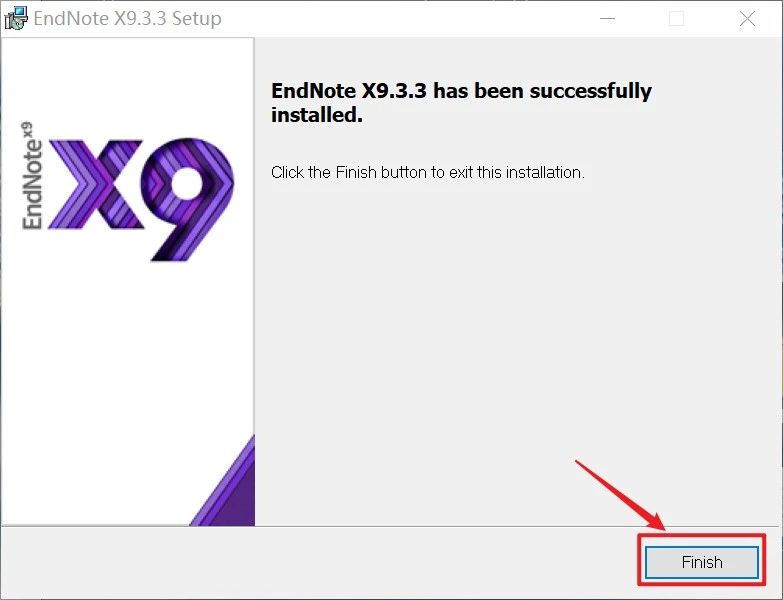 EndNote X9.3.3 Setup
EndNote x9
X9
EndNote X9.3.3 has been successfully
installed.
Click the Finish button to exit this installation.
Finish